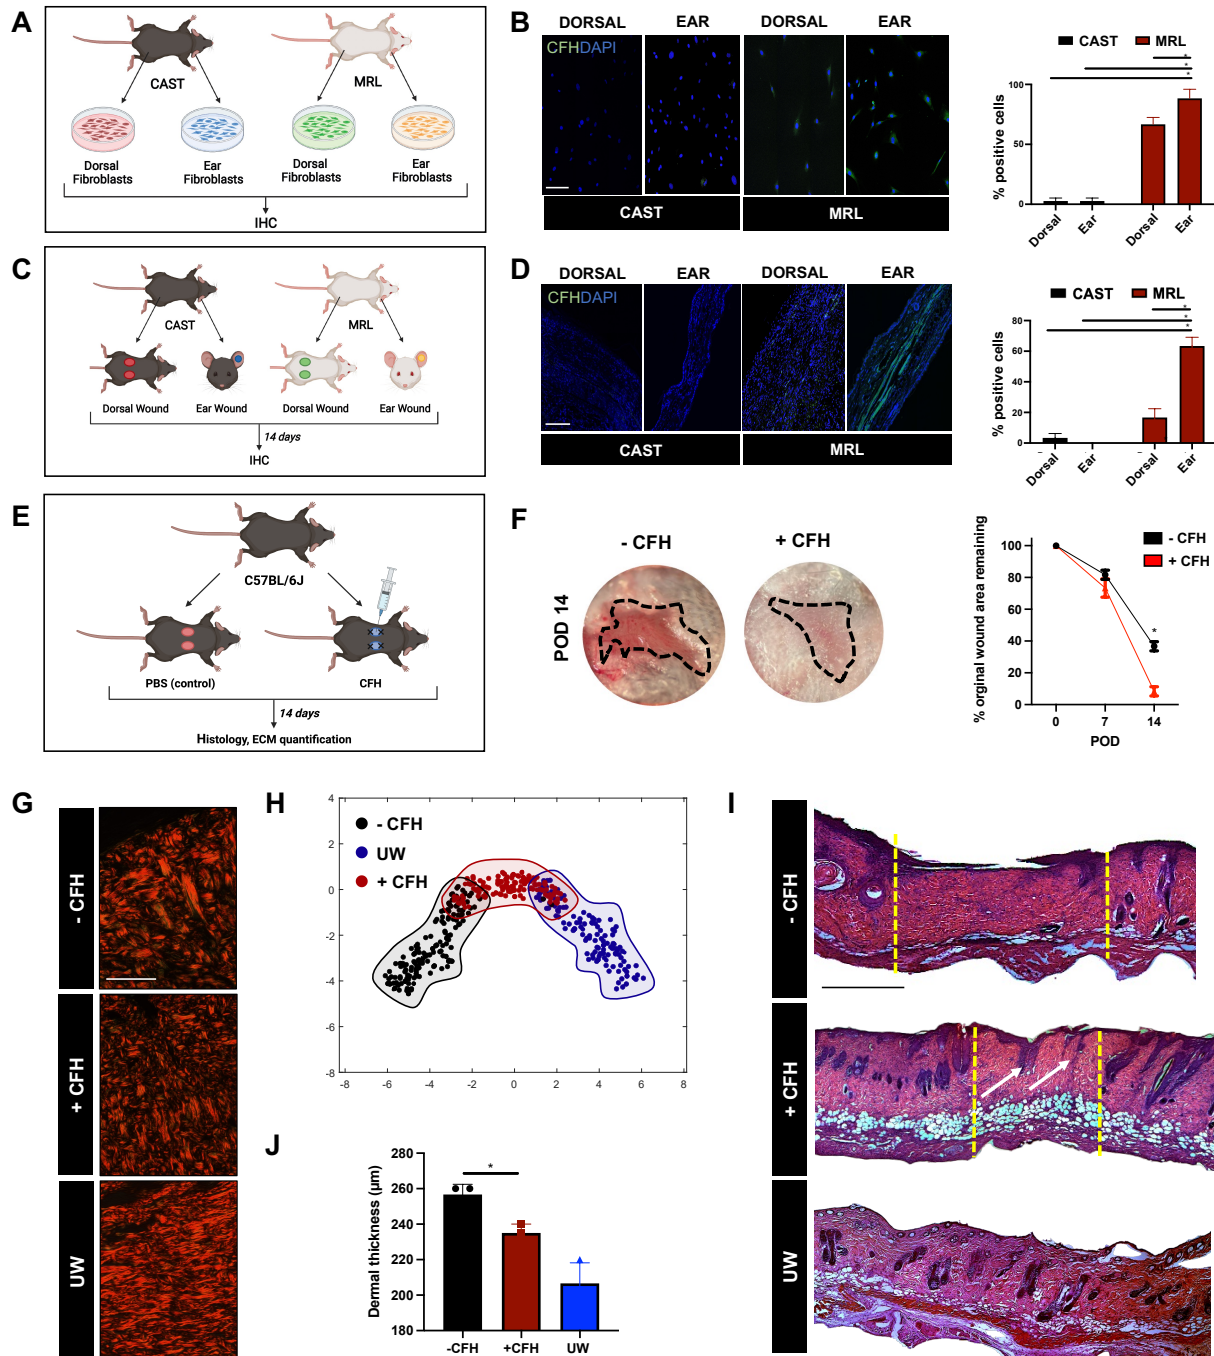 A
CAST
MRL
Dorsal
Fibroblasts
Ear
Fibroblasts
Dorsal
Fibroblasts
Ear
Fibroblasts
IHC
B
DORSAL
EAR
DORSAL
EAR
CFHDAPI
CAST
MRL
CAST
MRL
*
*
*
% positive cells
100
50
0
Dorsal
Ear
Dorsal
Ear
C
CAST
MRL
Dorsal Wound
Ear Wound
Dorsal Wound
Ear Wound
14 days
IHC
D
DORSAL
EAR
DORSAL
EAR
CFHDAPI
CAST
MRL
CAST
MRL
*
*
*
% positive cells
80
60
40
20
0
Dorsal
Ear
Dorsal
Ear
E
C57BL/6J
PBS (control)
CFH
14 days
Histology, ECM quantification
F
- CFH
+ CFH
POD 14
- CFH
+ CFH
% orginal wound area remaining
100
80
60
40
20
0
*
0
7
14
POD
G
- CFH
+ CFH
UW
H
4
2
0
-2
-4
-6
-8
-8
-6
-4
-2
0
2
4
6
8
- CFH
UW
+ CFH
I
- CFH
+ CFH
UW
J
Dermal thickness (µm)
280
260
240
220
200
180
*
-CFH
+CFH
UW